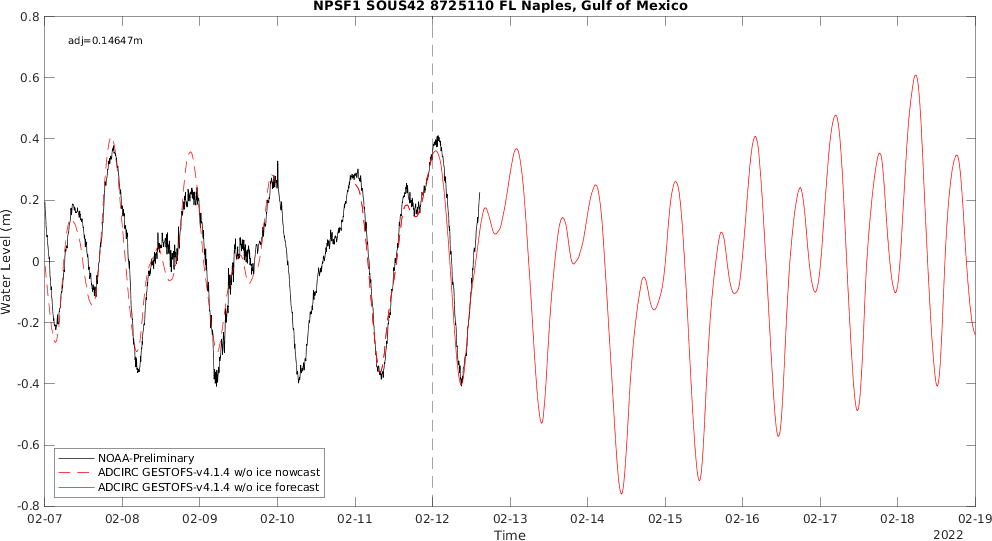 NPSF1 SOUS42 8725110 FL Naples, Gulf of Mexico
adj=0.14647m
0.8
0.6
0.4
0.2
0
-0.2
-0.4
-0.6
-0.8
Water Level (m)
NOAA-Preliminary
ADCIRC GESTOFS-v4.1.4 w/o ice nowcast
ADCIRC GESTOFS-v4.1.4 w/o ice forecast
02-07 02-08 02-09 02-10 02-11 02-12 02-13 02-14 02-15 02-16 02-17 02-18 02-19
Time
2022